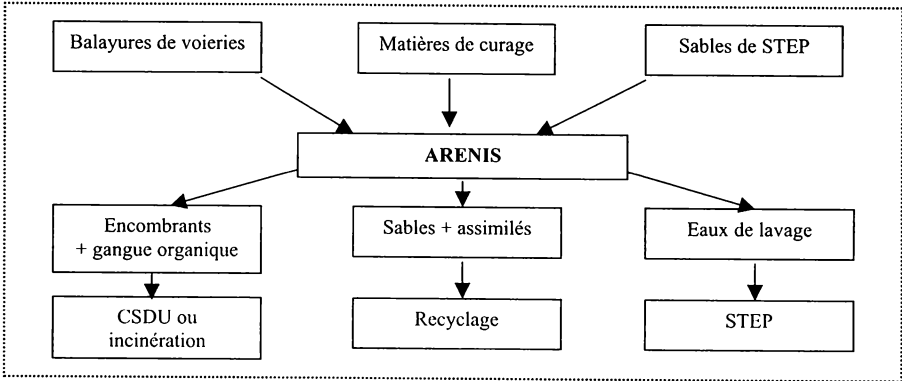 Balayures de voieries
Matières de curage
Sables de STEP
ARENIS
Encombrants
+ gangue organique
Sables + assimilés
Eaux de lavage
CSDU ou
incinération
Recyclage
STEP